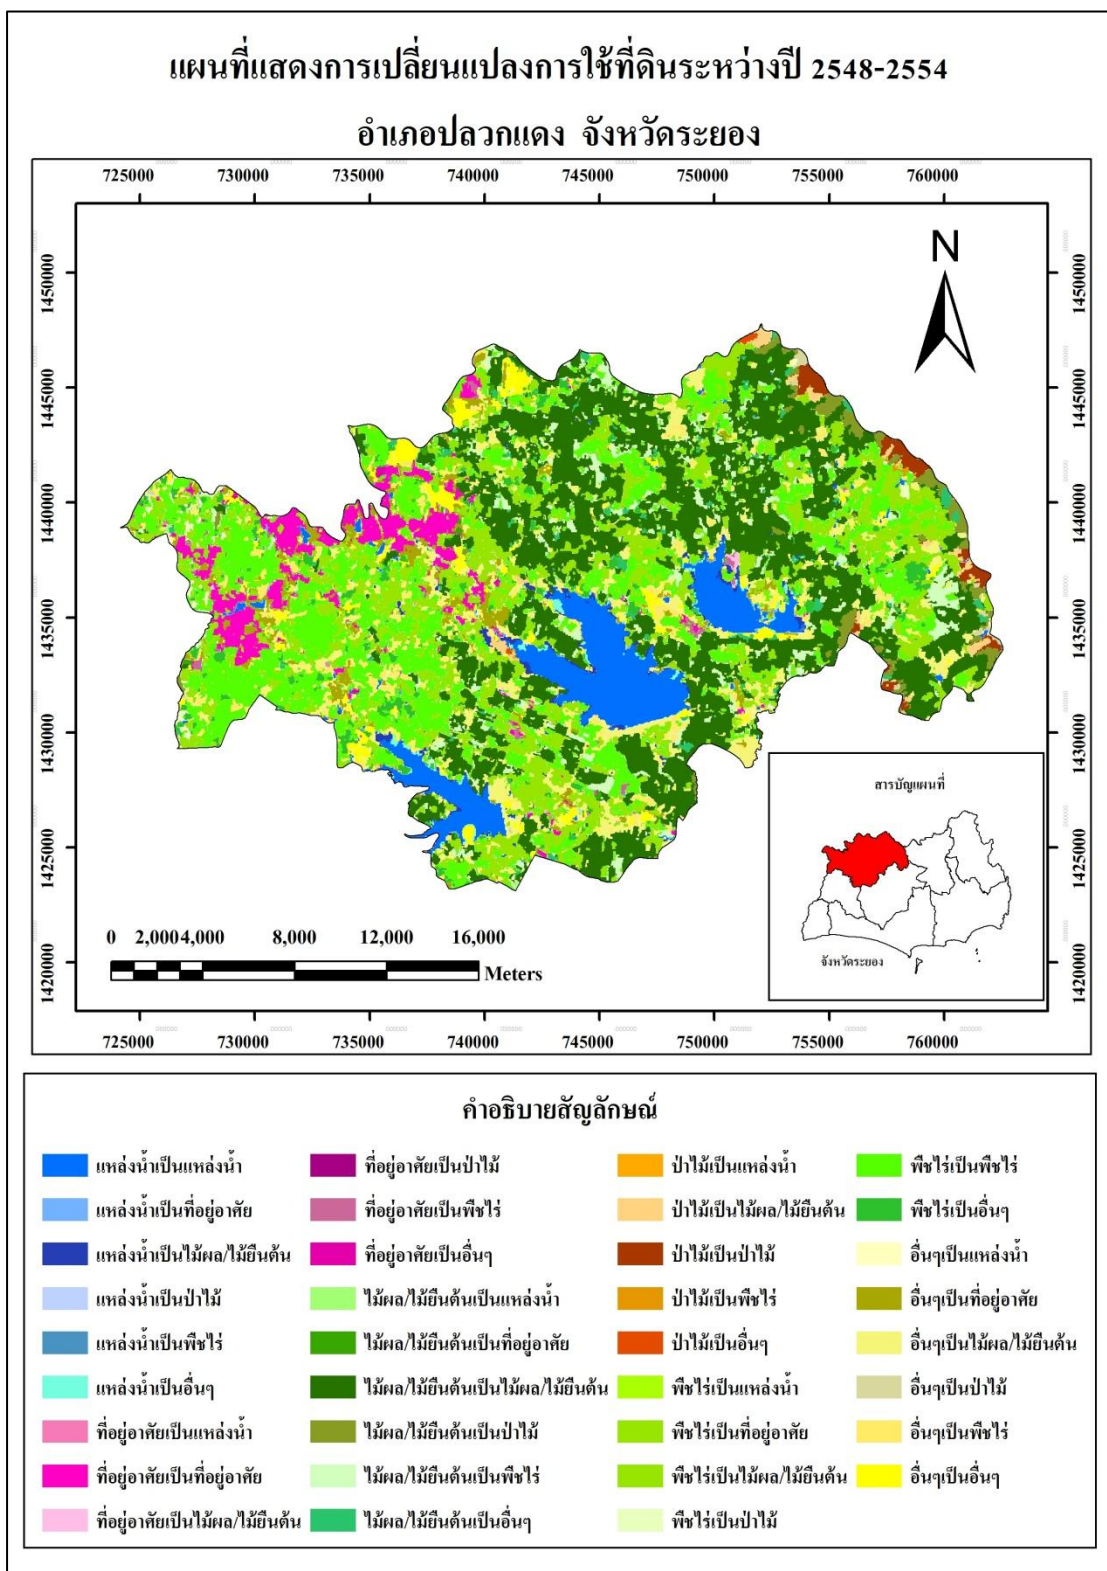 แผนที่แสดงการเปลี่ยนแปลงการใช้ที่ดินระหว่างปี 2548-2554
อำเภอปลวกแดง จังหวัดระยอง
725000 730000 735000 740000 745000 750000 755000 760000
N
1450000 1450000
1445000 1445000
1440000 1440000
1435000 1435000
1430000 1430000
1425000 1425000
1420000 1420000
สารบัญแผนที่
จังหวัดระยอง
0 2,000 4,000 8,000 12,000 16,000
Meters
725000 730000 735000 740000 745000 750000 755000 760000
คำอธิบายสัญลักษณ์
แหล่งน้ำเป็นแหล่งน้ำ
แหล่งน้ำเป็นที่อยู่อาศัย
แหล่งน้ำเป็นไม้ผล/ไม้ยืนต้น
แหล่งน้ำเป็นป่าไม้
แหล่งน้ำเป็นพืชไร่
แหล่งน้ำเป็นอื่นๆ
ที่อยู่อาศัยเป็นแหล่งน้ำ
ที่อยู่อาศัยเป็นที่อยู่อาศัย
ที่อยู่อาศัยเป็นไม้ผล/ไม้ยืนต้น
ที่อยู่อาศัยเป็นป่าไม้
ที่อยู่อาศัยเป็นพืชไร่
ที่อยู่อาศัยเป็นอื่นๆ
ไม้ผล/ไม้ยืนต้นเป็นแหล่งน้ำ
ไม้ผล/ไม้ยืนต้นเป็นที่อยู่อาศัย
ไม้ผล/ไม้ยืนต้นเป็นไม้ผล/ไม้ยืนต้น
ไม้ผล/ไม้ยืนต้นเป็นป่าไม้
ไม้ผล/ไม้ยืนต้นเป็นพืชไร่
ไม้ผล/ไม้ยืนต้นเป็นอื่นๆ
ป่าไม้เป็นแหล่งน้ำ
ป่าไม้เป็นไม้ผล/ไม้ยืนต้น
ป่าไม้เป็นป่าไม้
ป่าไม้เป็นพืชไร่
ป่าไม้เป็นอื่นๆ
พืชไร่เป็นแหล่งน้ำ
พืชไร่เป็นที่อยู่อาศัย
พืชไร่เป็นไม้ผล/ไม้ยืนต้น
พืชไร่เป็นป่าไม้
พืชไร่เป็นพืชไร่
พืชไร่เป็นอื่นๆ
อื่นๆเป็นแหล่งน้ำ
อื่นๆเป็นที่อยู่อาศัย
อื่นๆเป็นไม้ผล/ไม้ยืนต้น
อื่นๆเป็นป่าไม้
อื่นๆเป็นพืชไร่
อื่นๆเป็นอื่นๆ